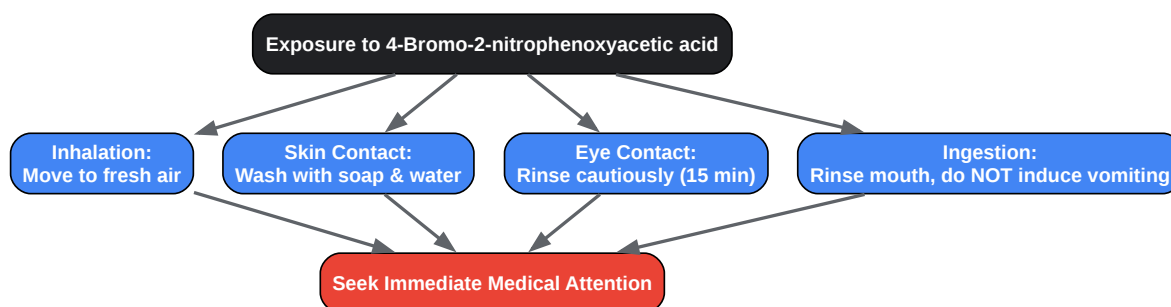 Exposure to 4-Bromo-2-nitrophenoxyacetic acid
Inhalation:
Move to fresh air
Skin Contact:
Wash with soap & water
Eye Contact:
Rinse cautiously (15 min)
Ingestion:
Rinse mouth, do NOT induce vomiting
Seek Immediate Medical Attention